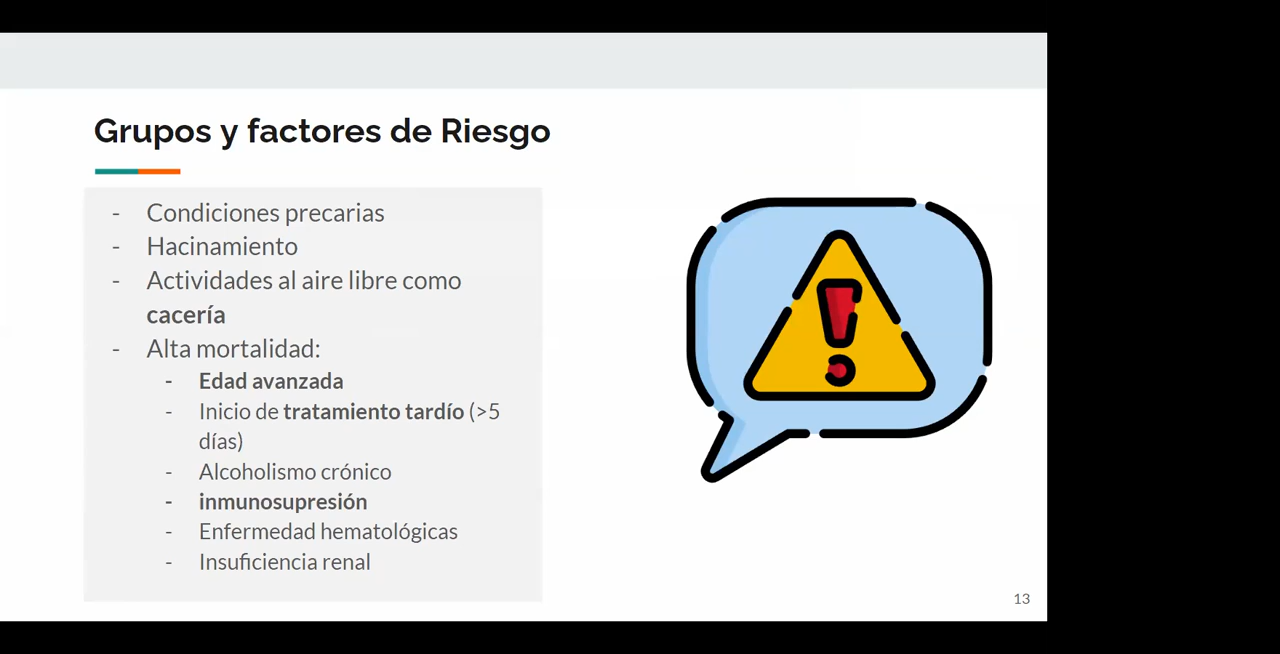 Grupos y factores de Riesgo
- Condiciones precarias
- Hacinamiento
- Actividades al aire libre como
cacería
- Alta mortalidad:
- Edad avanzada
- Inicio de tratamiento tardío (>5
días)
- Alcoholismo crónico
- inmunosupresión
- Enfermedad hematológicas
- Insuficiencia renal
13